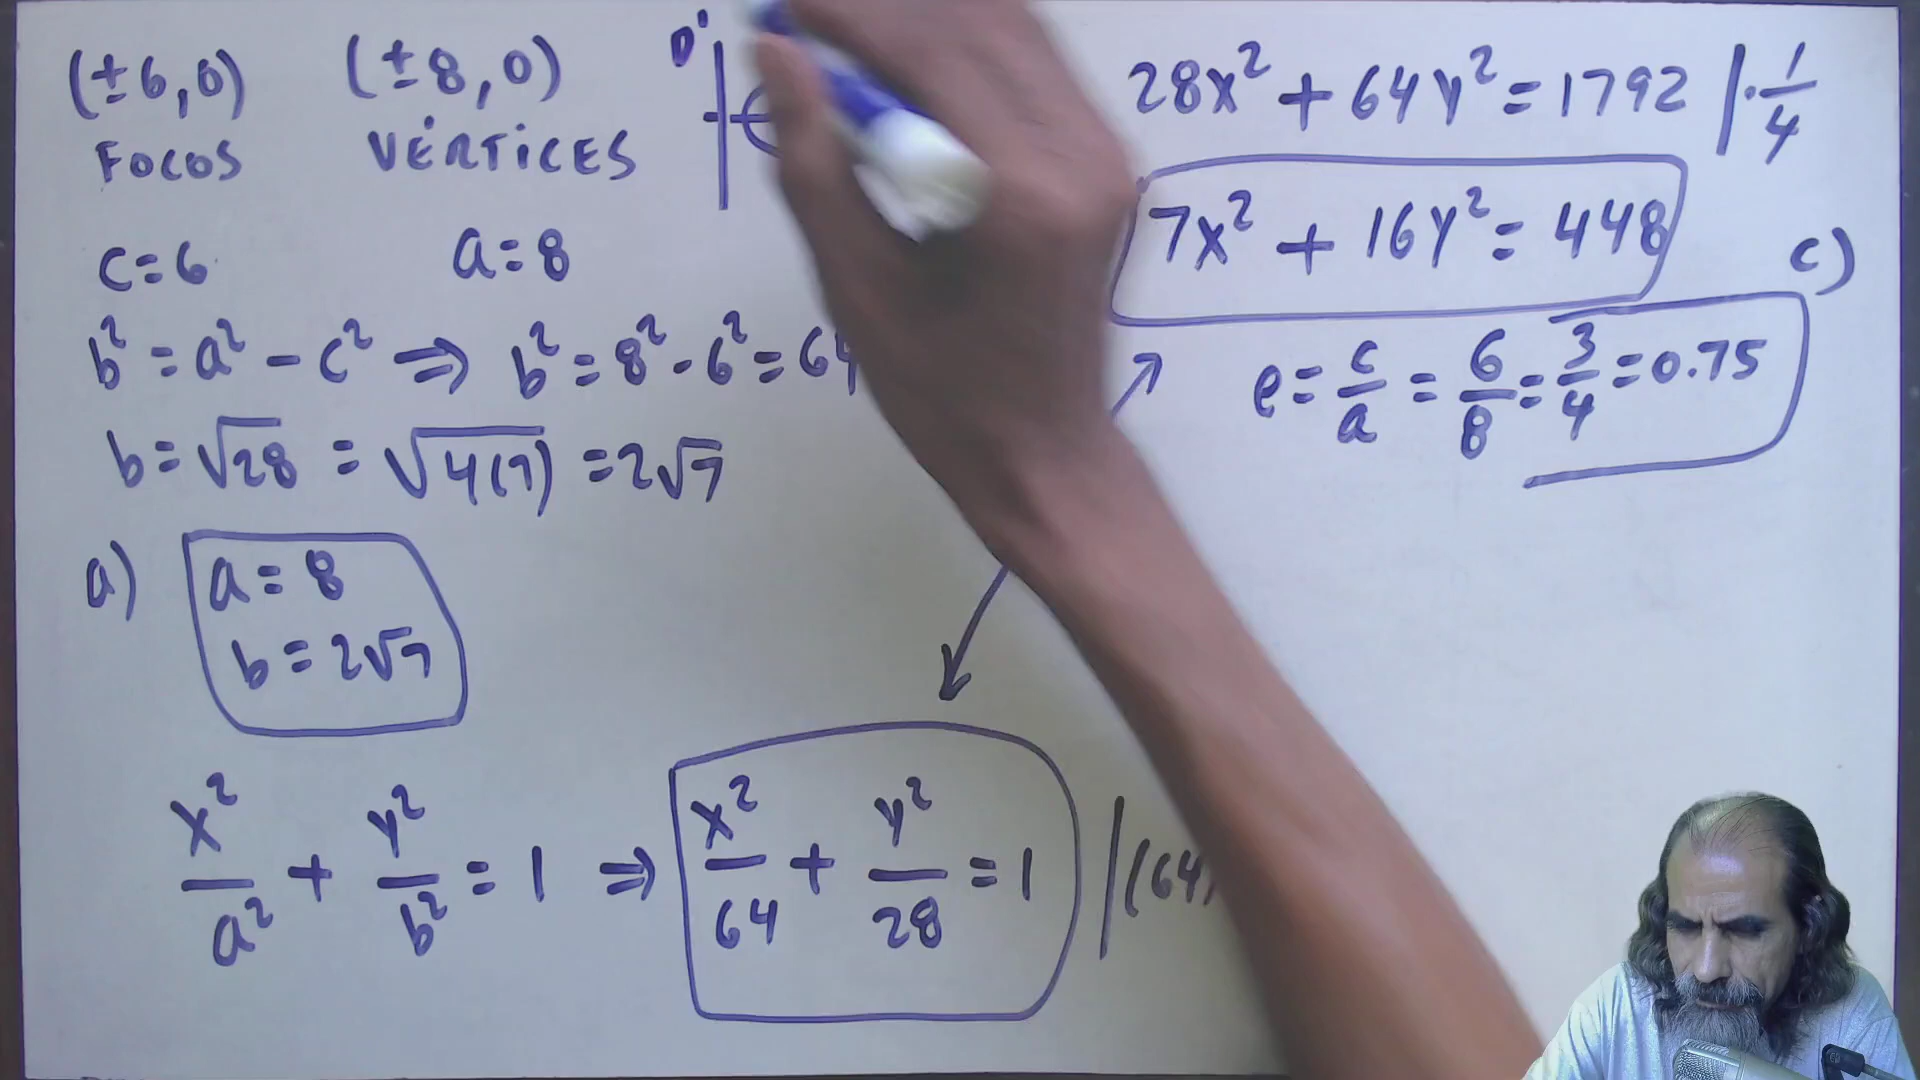 (±6,0) (±8,0) D'
FOCOS VÉRTICES
c=6 a=8
b² = a² - c² ⇒ b² = 8² - 6² = 64
b = √28 = √4(7) = 2√7
a) a = 8
b = 2√7
x²/a² + y²/b² = 1 ⇒ x²/64 + y²/28 = 1 |(64)
28x² + 64y² = 1792 |·1/4
7x² + 16y² = 448
c)
e = c/a = 6/8 = 3/4 = 0.75